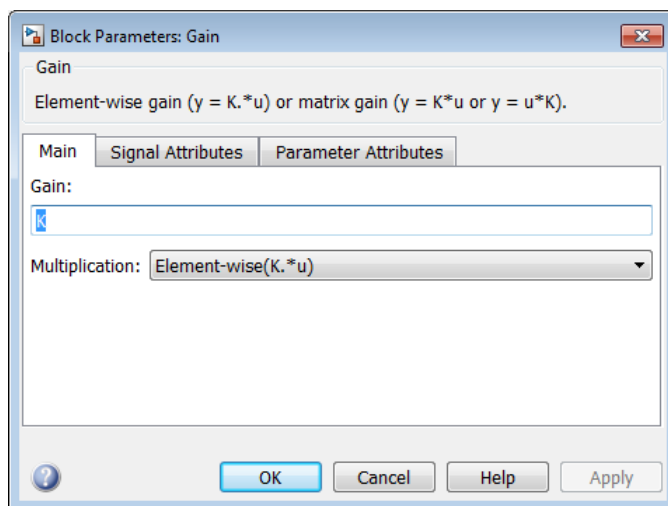 Block Parameters: Gain
Gain
Element-wise gain (y = K.*u) or matrix gain (y = K*u or y = u*K).
Main Signal Attributes Parameter Attributes
Gain:
K
Multiplication: Element-wise(K.*u)
? OK Cancel Help Apply